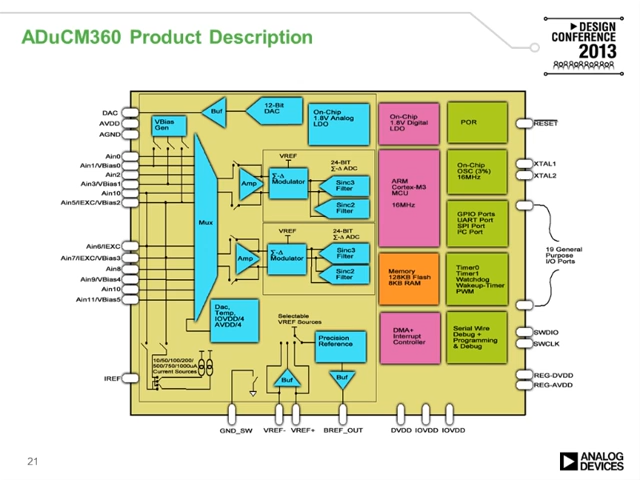 ADuCM360 Product Description
DESIGN
CONFERENCE
2013
DAC
AVDD
AGND
Buf
12-Bit
DAC
VBias
Gen
On-Chip
1.8V Analog
LDO
On-Chip
1.8V Digital
LDO
POR
RESET
Ain0
Ain1/IVBias0
Ain2
Ain3/VBias1
Ain10
Ain5/IEXC/VBias2
Mux
VREF
24-BIT
∑-Δ ADC
Amp
∑-Δ
Modulator
Sinc3
Filter
Sinc2
Filter
ARM
Cortex-M3
MCU
16MHz
On-Chip
OSC (3%)
16MHz
XTAL1
XTAL2
GPIO Ports
UART Port
SPI Port
I²C Port
19 General
Purpose
I/O Ports
Ain6/IEXC
Ain7/IEXC/VBias3
Ain8
Ain9/VBias4
Ain10
Ain11/VBias5
VREF
24-BIT
∑-Δ ADC
Amp
∑-Δ
Modulator
Sinc3
Filter
Sinc2
Filter
Memory
128KB Flash
8KB RAM
Timer0
Timer1
Watchdog
Wakeup-Timer
PWM
Dac,
Temp,
IOVDD/4
AVDD/4
Selectable
VREF Sources
Precision
Reference
DMA+
Interrupt
Controller
Serial Wire
Debug +
Programming
& Debug
SWDIO
SWCLK
10/50/100/200/
500/750/1000uA
Current Sources
IREF
Buf
Buf
REG-DVDD
REG-AVDD
GND_SW
VREF-
VREF+
BREF_OUT
DVDD
IOVDD
IOVDD
21
ANALOG
DEVICES